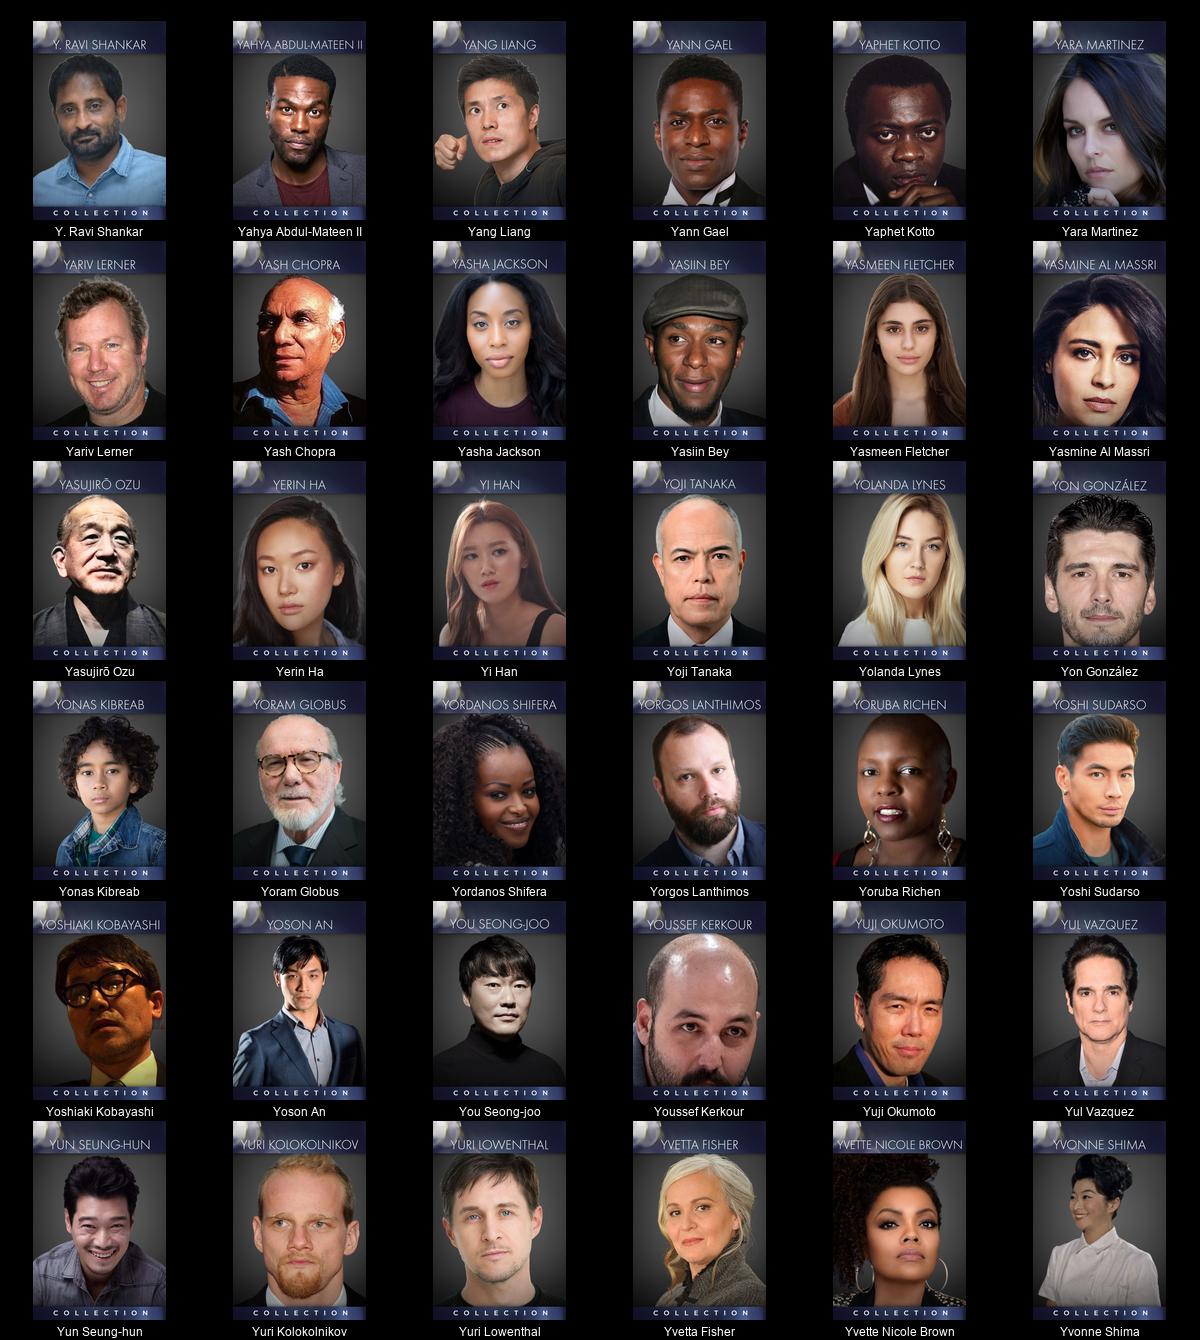 Y. RAVI SHANKAR YAHYA ABDUL-MATEEN II YANG LIANG YANN GAEL YAPHET KOTTO YARA MARTINEZ
COLLECTION COLLECTION COLLECTION COLLECTION COLLECTION COLLECTION
Y. Ravi Shankar Yahya Abdul-Mateen II Yang Liang Yann Gael Yaphet Kotto Yara Martinez
YARIV LERNER YASH CHOPRA YASHA JACKSON YASIIN BEY YASMEEN FLETCHER YASMINE AL MASSRI
COLLECTION COLLECTION COLLECTION COLLECTION COLLECTION COLLECTION
Yariv Lerner Yash Chopra Yasha Jackson Yasiin Bey Yasmeen Fletcher Yasmine Al Massri
YASUJIRŌ OZU YERIN HA YI HAN YOJI TANAKA YOLANDA LYNES YON GONZÁLEZ
COLLECTION COLLECTION COLLECTION COLLECTION COLLECTION COLLECTION
Yasujirō Ozu Yerin Ha Yi Han Yoji Tanaka Yolanda Lynes Yon González
YONAS KIBREAB YORAM GLOBUS YORDANOS SHIFERA YORGOS LANTHIMOS YORUBA RICHEN YOSHI SUDARSO
COLLECTION COLLECTION COLLECTION COLLECTION COLLECTION COLLECTION
Yonas Kibreab Yoram Globus Yordanos Shifera Yorgos Lanthimos Yoruba Richen Yoshi Sudarso
YOSHIAKI KOBAYASHI YOSON AN YOU SEONG-JOO YOUSSEF KERKOUR YUJI OKUMOTO YUL VAZQUEZ
COLLECTION COLLECTION COLLECTION COLLECTION COLLECTION COLLECTION
Yoshiaki Kobayashi Yoson An You Seong-joo Youssef Kerkour Yuji Okumoto Yul Vazquez
YUN SEUNG-HUN YURI KOLOKOLNIKOV YURI LOWENTHAL YVETTA FISHER YVETTE NICOLE BROWN YVONNE SHIMA
COLLECTION COLLECTION COLLECTION COLLECTION COLLECTION COLLECTION
Yun Seung-hun Yuri Kolokolnikov Yuri Lowenthal Yvetta Fisher Yvette Nicole Brown Yvonne Shima